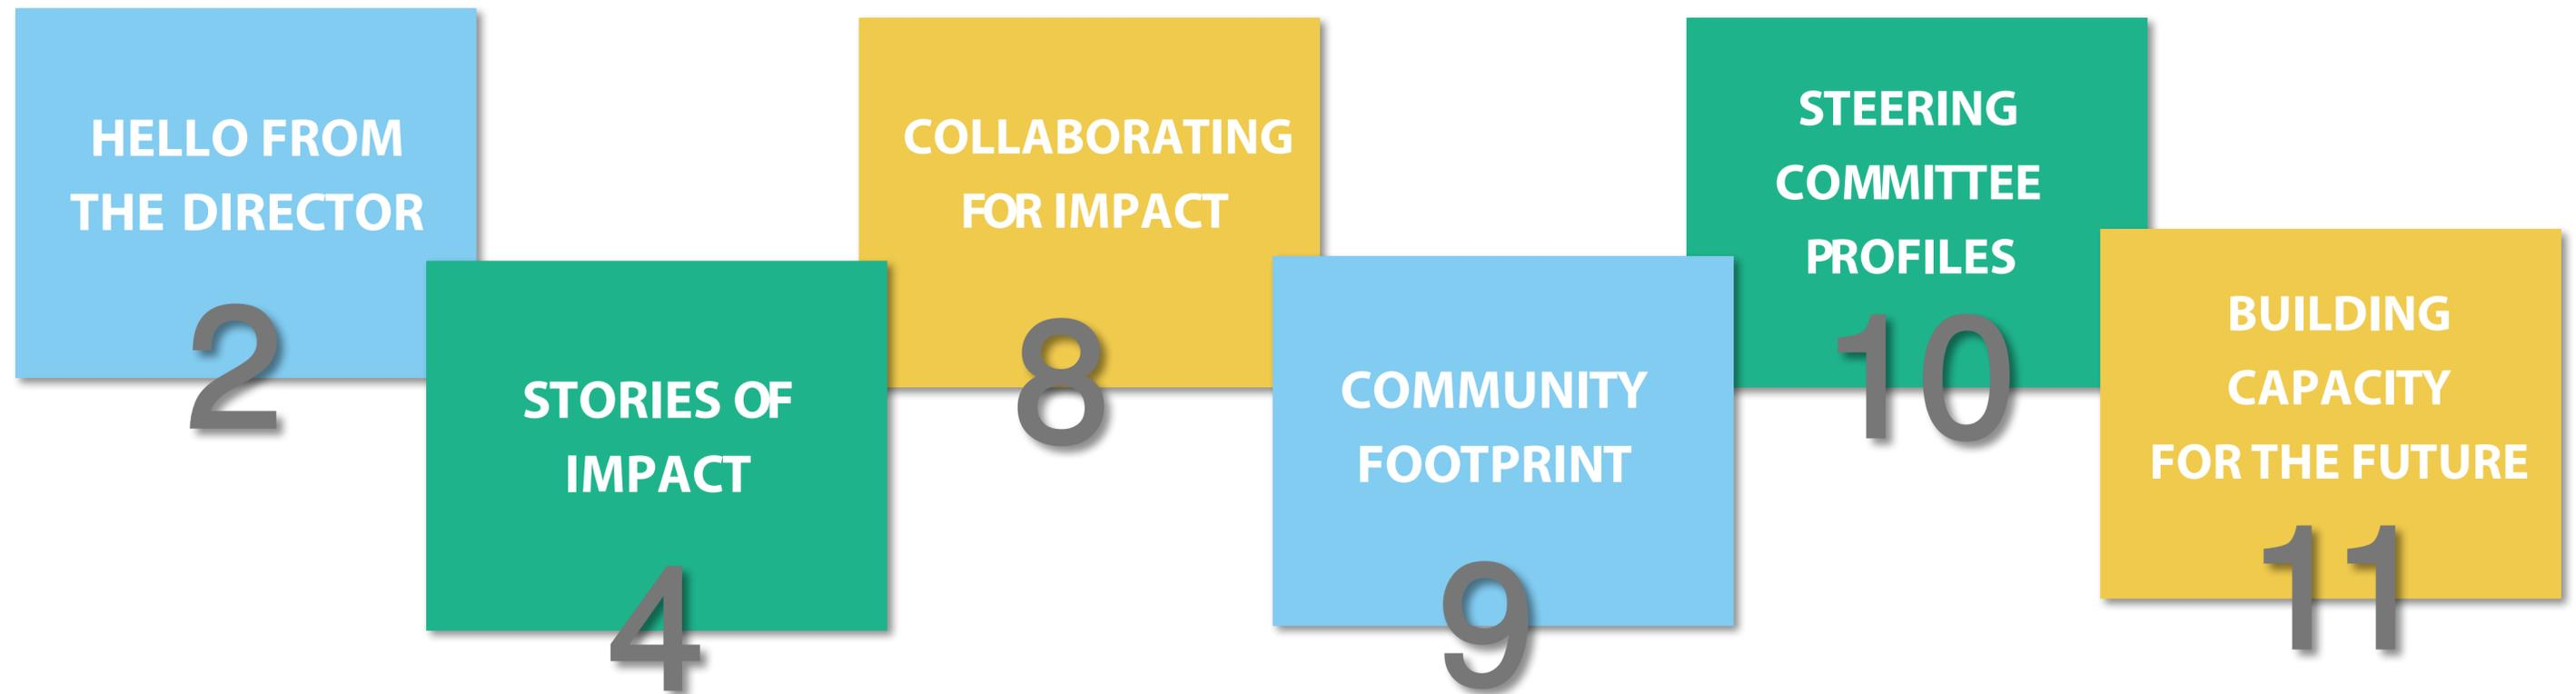 HELLO FROM
THE DIRECTOR
2
STORIES OF
IMPACT
4
COLLABORATING
FOR IMPACT
8
COMMUNITY
FOOTPRINT
9
STEERING
COMMITTEE
PROFILES
10
BUILDING
CAPACITY
FOR THE FUTURE
11